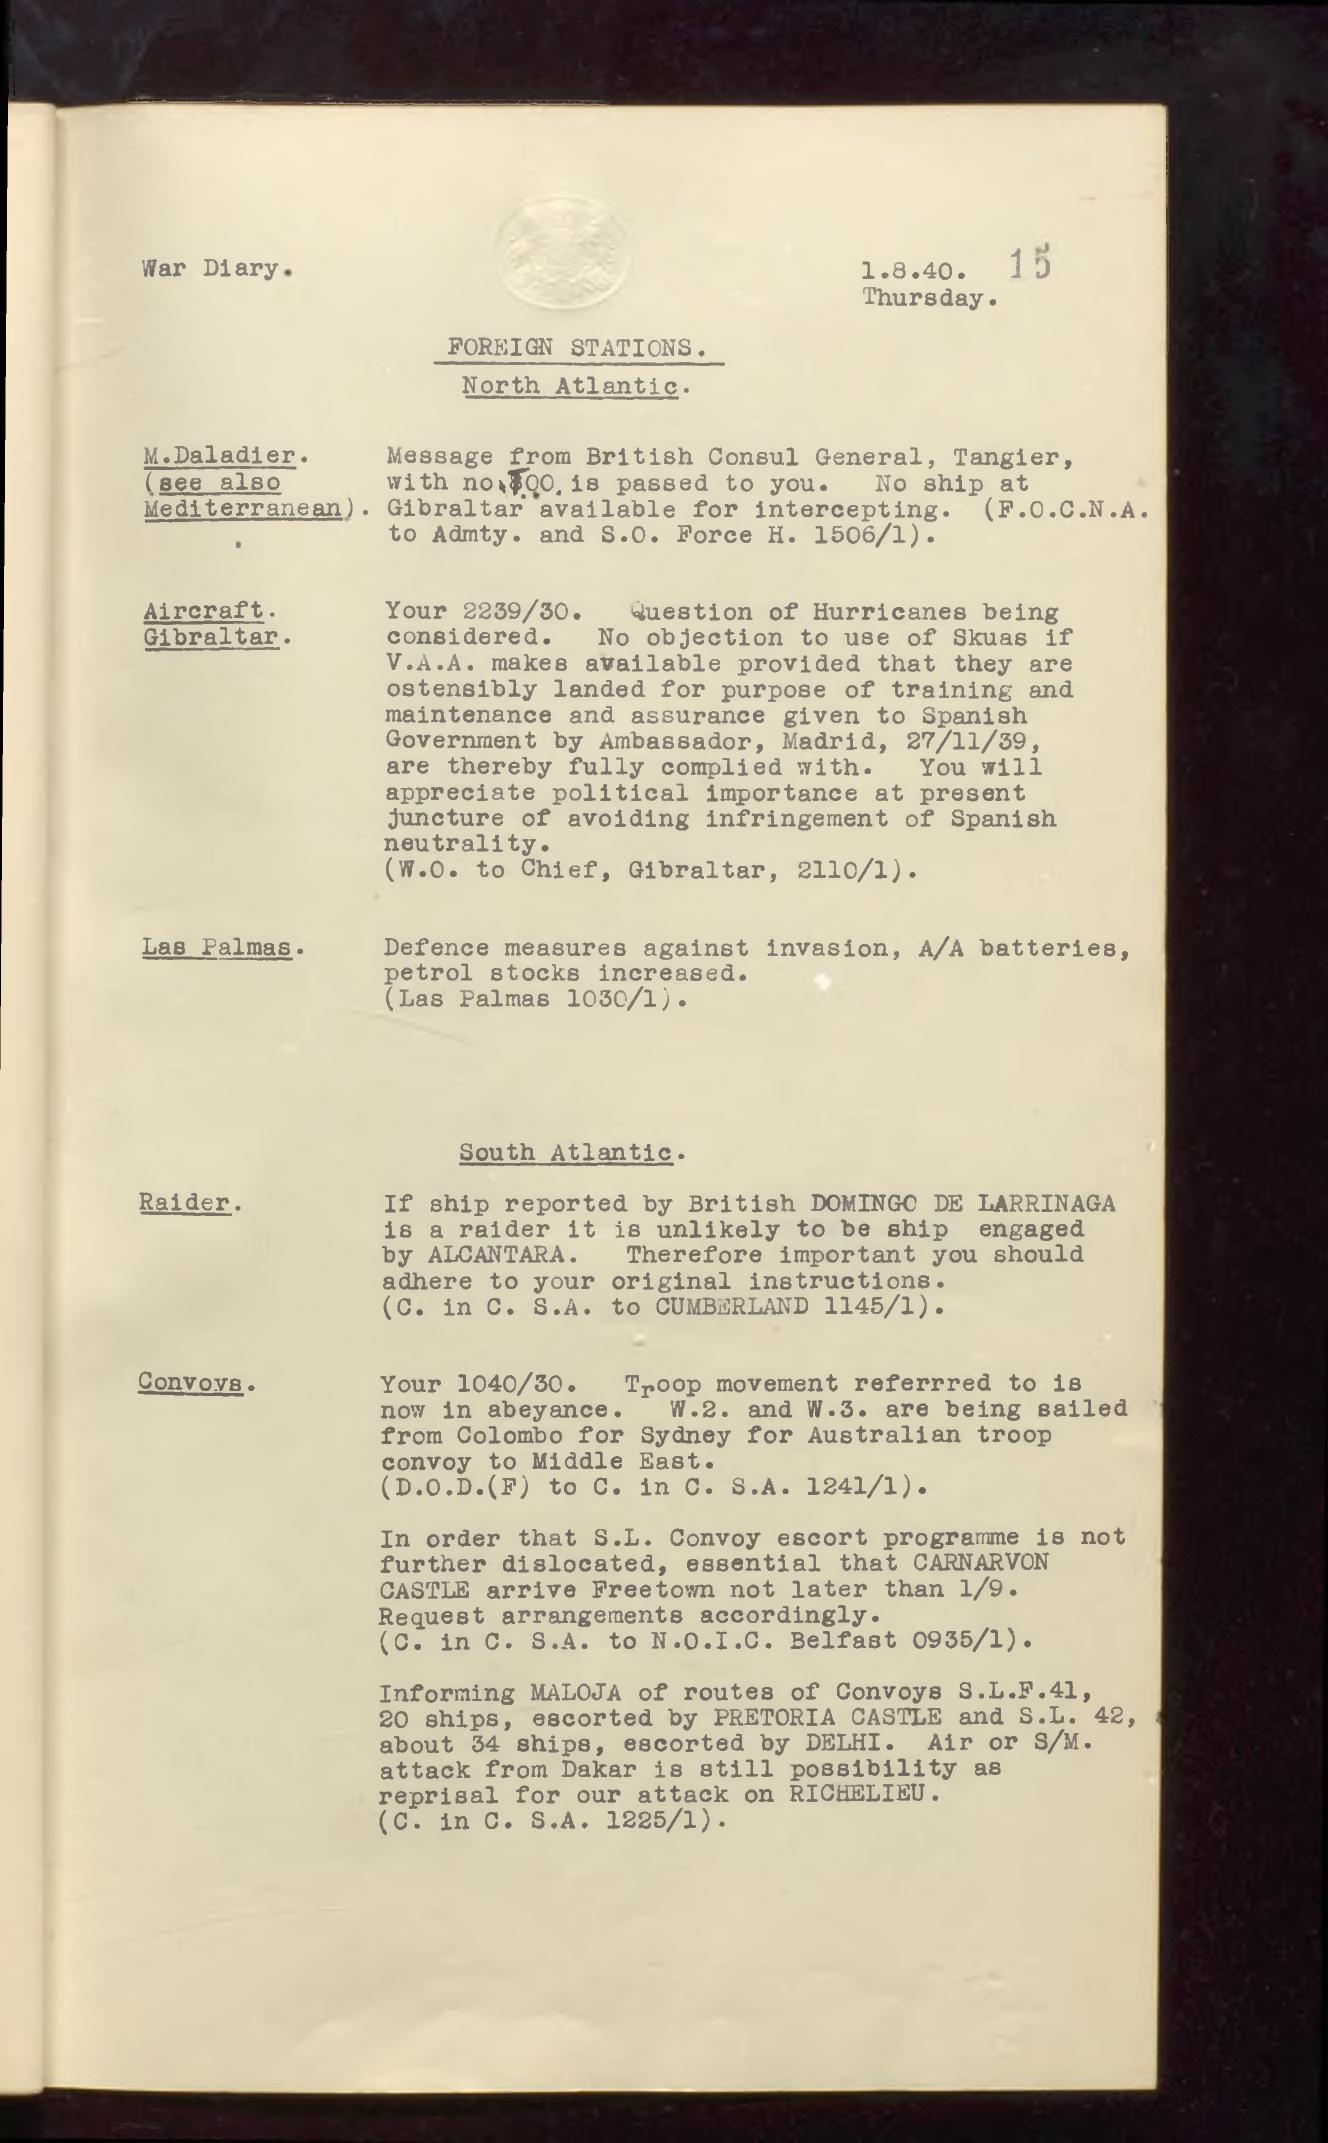 War Diary.
1.8.40. 15
Thursday.
FOREIGN STATIONS.
North Atlantic.
M.Daladier.
(see also
Mediterranean).
Message from British Consul General, Tangier,
with no. is passed to you. No ship at
Gibraltar available for intercepting. (F.O.C.N.A.
to Admty. and S.O. Force H. 1506/1).
Aircraft.
Gibraltar.
Your 2239/30. Question of Hurricanes being
considered. No objection to use of Skuas if
V.A.A. makes available provided that they are
ostensibly landed for purpose of training and
maintenance and assurance given to Spanish
Government by Ambassador, Madrid, 27/11/39,
are thereby fully complied with. You will
appreciate political importance at present
juncture of avoiding infringement of Spanish
neutrality.
(W.O. to Chief, Gibraltar, 2110/1).
Las Palmas.
Defence measures against invasion, A/A batteries,
petrol stocks increased.
(Las Palmas 1030/1).
South Atlantic.
Raider.
If ship reported by British DOMINGO DE LARRINAGA
is a raider it is unlikely to be ship engaged
by ALCANTARA. Therefore important you should
adhere to your original instructions.
(C. in C. S.A. to CUMBERLAND 1145/1).
Convoys.
Your 1040/30. Troop movement referrred to is
now in abeyance. W.2. and W.3. are being sailed
from Colombo for Sydney for Australian troop
convoy to Middle East.
(D.O.D.(F) to C. in C. S.A. 1241/1).
In order that S.L. Convoy escort programme is not
further dislocated, essential that CARNARVON
CASTLE arrive Freetown not later than 1/9.
Request arrangements accordingly.
(C. in C. S.A. to N.O.I.C. Belfast 0935/1).
Informing MALOJA of routes of Convoys S.L.F.41,
20 ships, escorted by PRETORIA CASTLE and S.L. 42,
about 34 ships, escorted by DELHI. Air or S/M.
attack from Dakar is still possibility as
reprisal for our attack on RICHELIEU.
(C. in C. S.A. 1225/1).